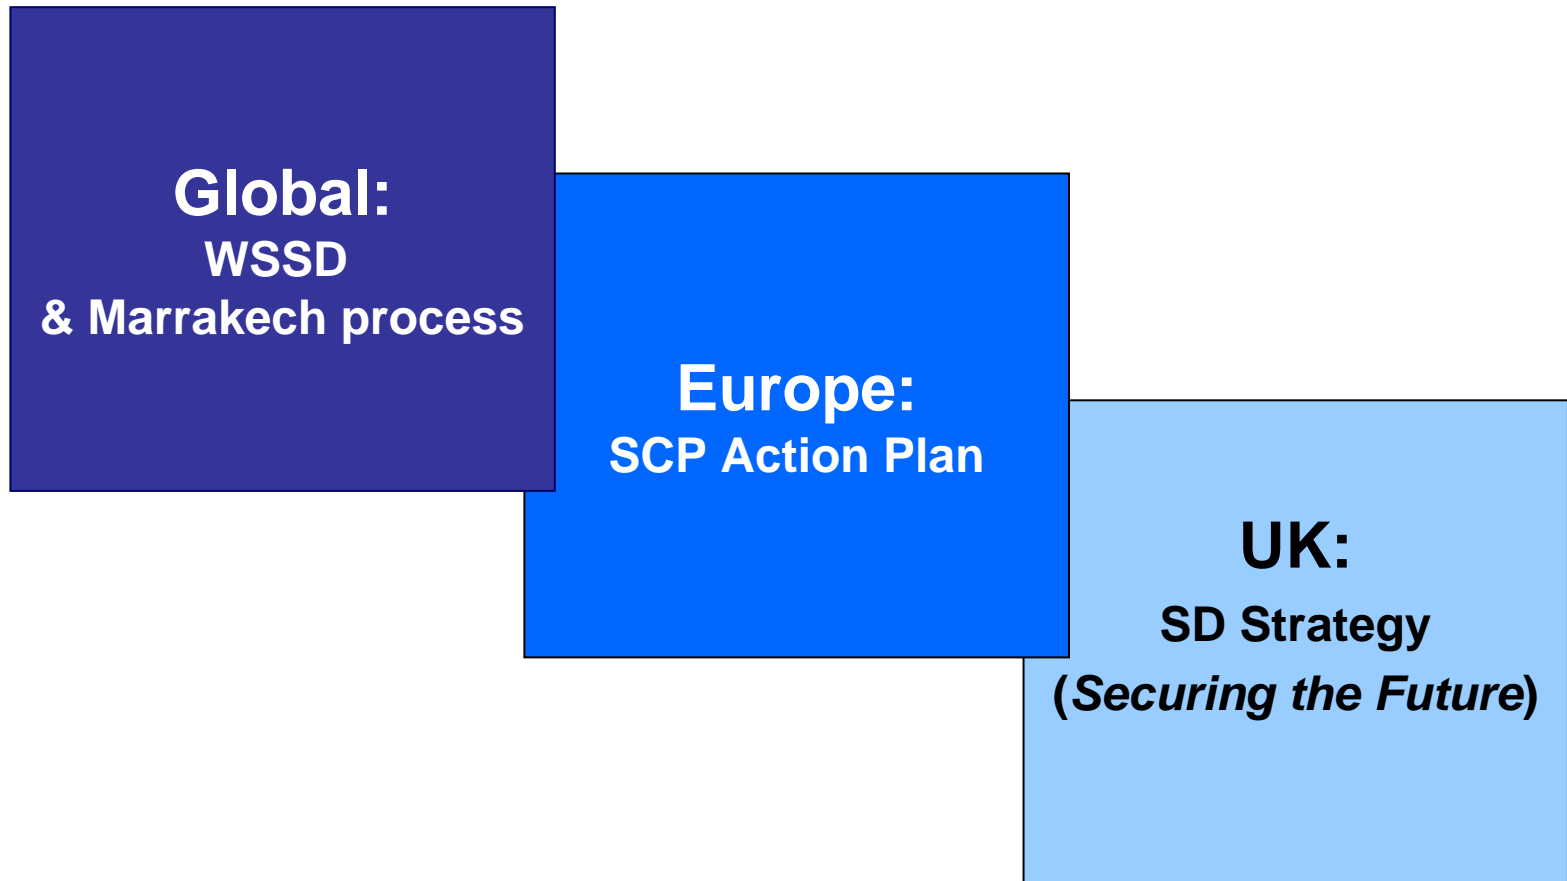 Global:
WSSD
& Marrakech process
Europe:
SCP Action Plan
UK:
SD Strategy
(Securing the Future)